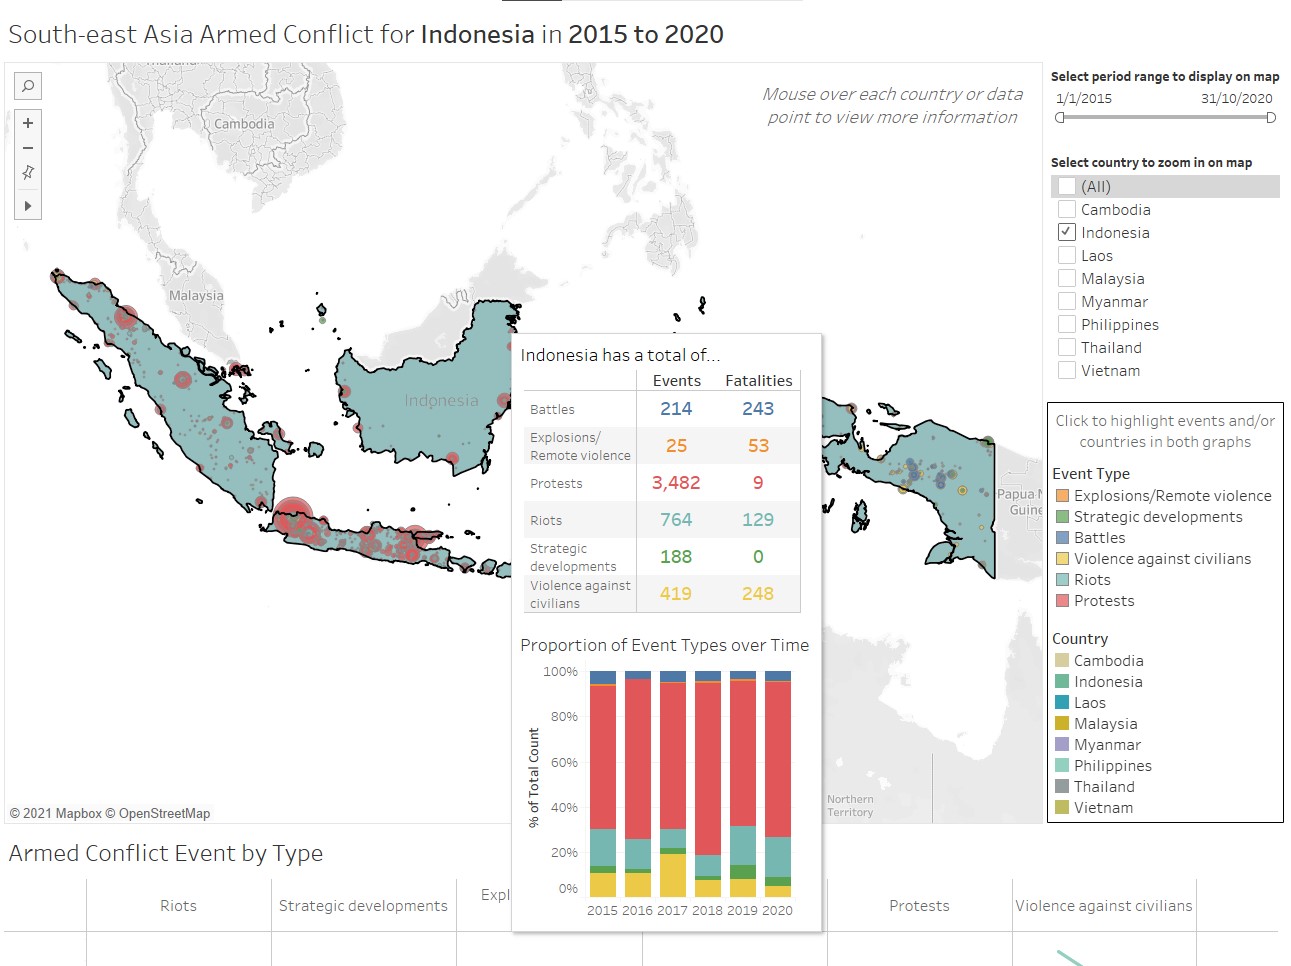 South-east Asia Armed Conflict for Indonesia in 2015 to 2020
Mouse over each country or data
point to view more information
Cambodia
Malaysia
Indonesia
Northern
Territory
© 2021 Mapbox © OpenStreetMap
Select period range to display on map
1/1/2015 31/10/2020
Select country to zoom in on map
(All)
Cambodia
Indonesia
Laos
Malaysia
Myanmar
Philippines
Thailand
Vietnam
Click to highlight events and/or
countries in both graphs
Event Type
Explosions/Remote violence
Strategic developments
Battles
Violence against civilians
Riots
Protests
Country
Cambodia
Indonesia
Laos
Malaysia
Myanmar
Philippines
Thailand
Vietnam
Papua
Indonesia has a total of...
Events Fatalities
Battles 214 243
Explosions/
Remote violence 25 53
Protests 3,482 9
Riots 764 129
Strategic
developments 188 0
Violence against
civilians 419 248
Proportion of Event Types over Time
% of Total Count
100%
80%
60%
40%
20%
0%
2015 2016 2017 2018 2019 2020
Armed Conflict Event by Type
Riots Strategic developments Protests Violence against civilians